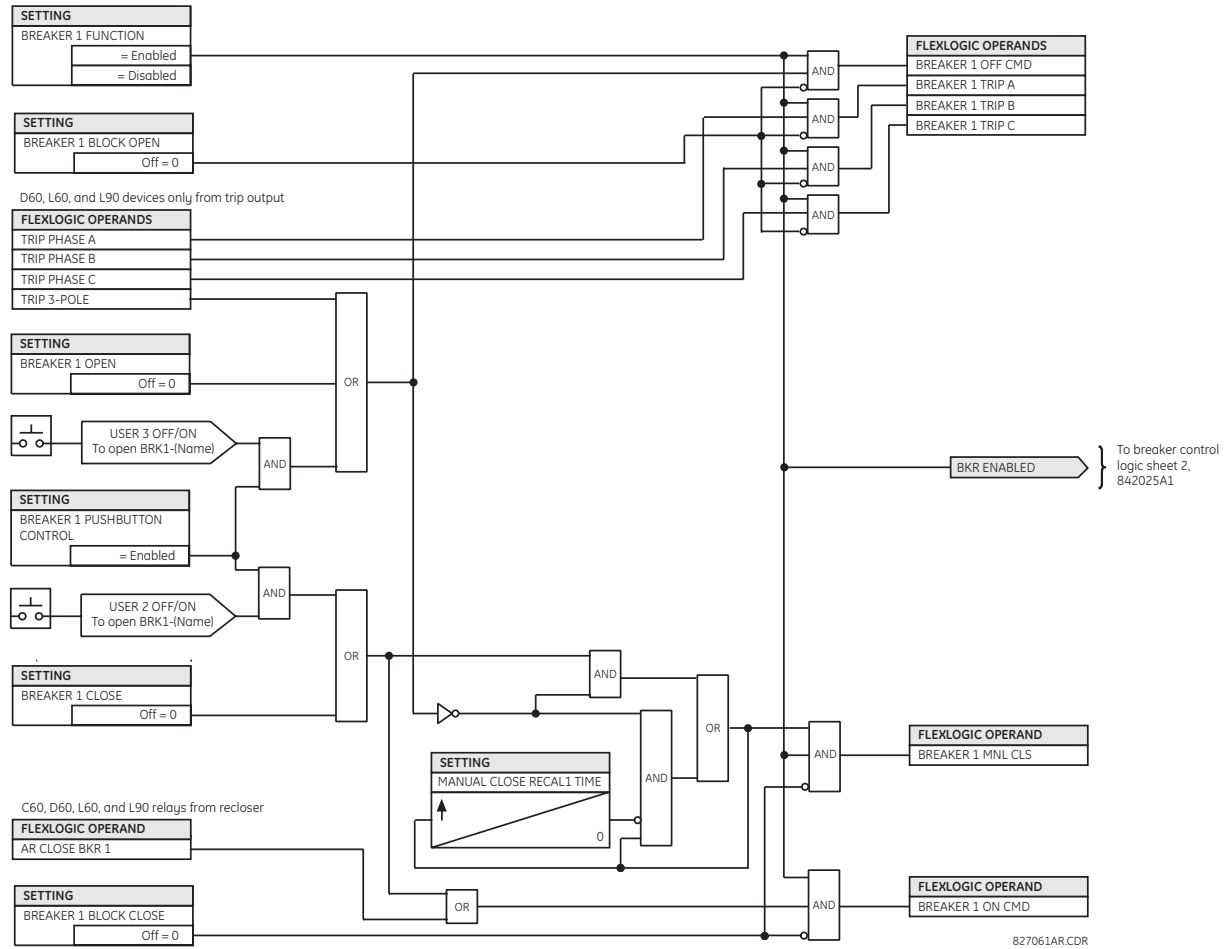 SETTING
BREAKER 1 FUNCTION
= Enabled
= Disabled
SETTING
BREAKER 1 BLOCK OPEN
Off = 0
D60, L60, and L90 devices only from trip output
FLEXLOGIC OPERANDS
TRIP PHASE A
TRIP PHASE B
TRIP PHASE C
TRIP 3-POLE
SETTING
BREAKER 1 OPEN
Off = 0
USER 3 OFF/ON
To open BRK1-(Name)
AND
SETTING
BREAKER 1 PUSHBUTTON
CONTROL
= Enabled
USER 2 OFF/ON
To open BRK1-(Name)
AND
SETTING
BREAKER 1 CLOSE
Off = 0
C60, D60, L60, and L90 relays from recloser
FLEXLOGIC OPERAND
AR CLOSE BKR 1
SETTING
BREAKER 1 BLOCK CLOSE
Off = 0
OR
OR
SETTING
MANUAL CLOSE RECAL1 TIME
0
AND
AND
OR
OR
AND
AND
AND
AND
FLEXLOGIC OPERANDS
BREAKER 1 OFF CMD
BREAKER 1 TRIP A
BREAKER 1 TRIP B
BREAKER 1 TRIP C
BKR ENABLED
To breaker control
logic sheet 2,
842025A1
AND
FLEXLOGIC OPERAND
BREAKER 1 MNL CLS
AND
FLEXLOGIC OPERAND
BREAKER 1 ON CMD
827061AR.CDR